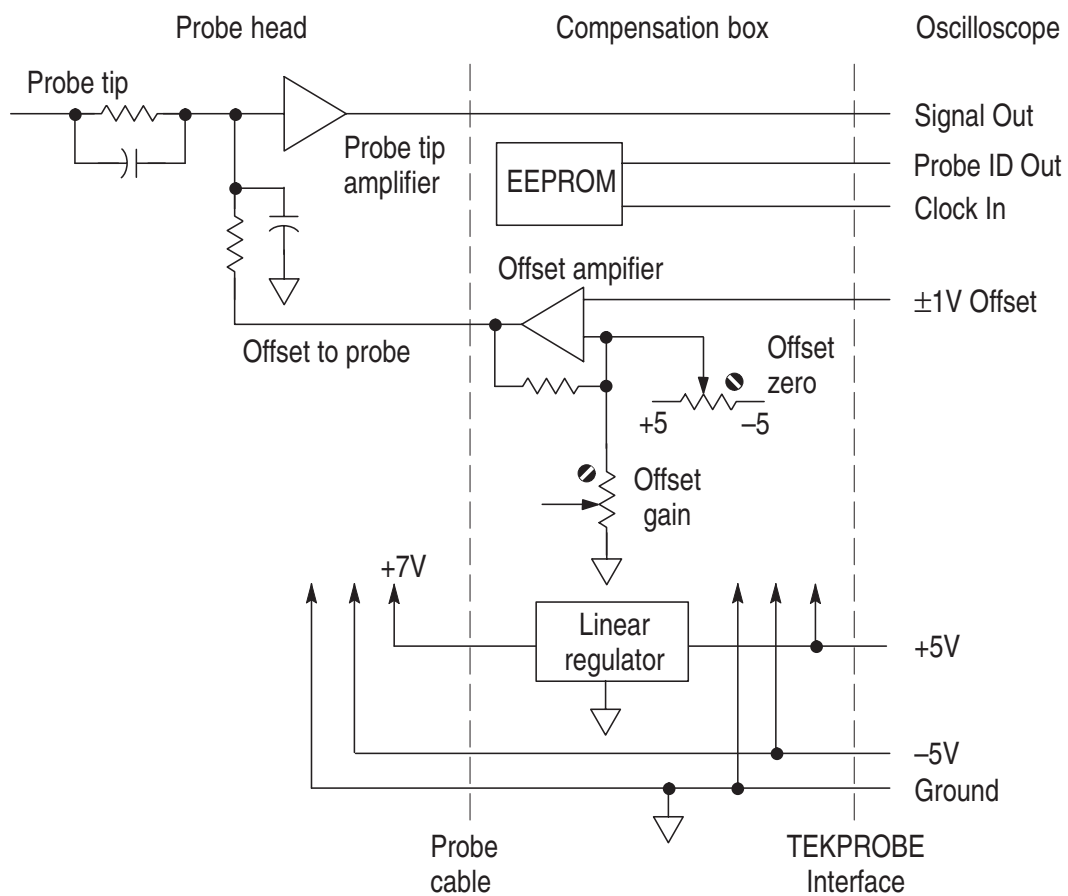 Probe head
Compensation box
Oscilloscope
Probe tip
Signal Out
Probe tip
amplifier
EEPROM
Probe ID Out
Clock In
Offset ampifier
±1V Offset
Offset to probe
Offset
zero
+5
–5
Offset
gain
+7V
Linear
regulator
+5V
–5V
Ground
Probe
cable
TEKPROBE
Interface